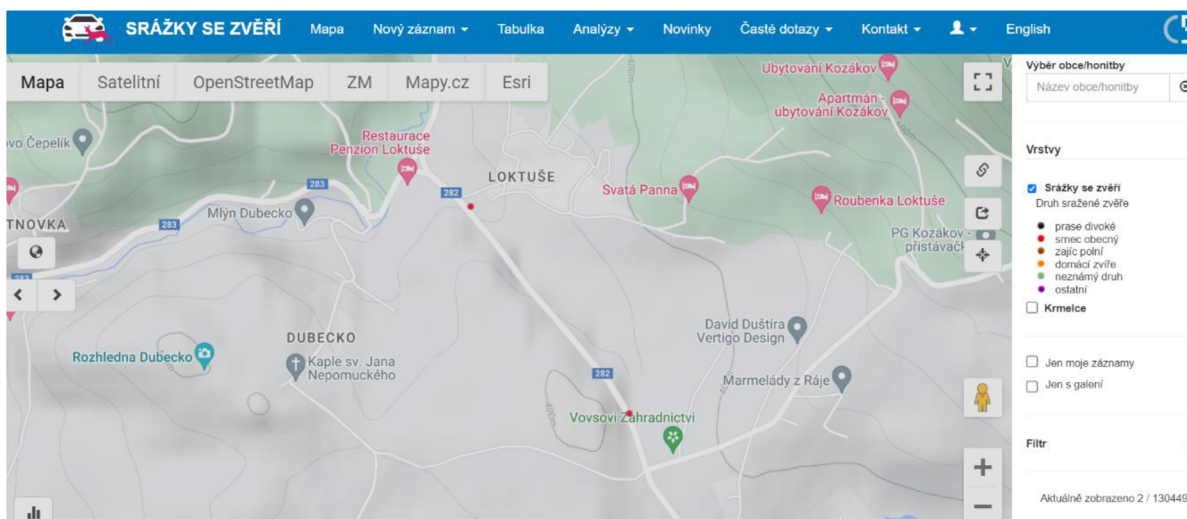 SRÁŽKY SE ZVĚŘÍ
Mapa
Nový záznam
Tabulka
Analýzy
Novinky
Časté dotazy
Kontakt
English
Mapa
Satelitní
OpenStreetMap
ZM
Mapy.cz
Esri
Výběr obce/honitby
Název obce/honitby
Vrstvy
Srážky se zvěří
Druh sražené zvěře
prase divoké
srnec obecný
zajíc polní
domácí zvíře
neznámý druh
ostatní
Krmelce
Jen moje záznamy
Jen s galerií
Filtr
Aktuálně zobrazeno 2 / 130449
Ubytování Kozákov
Apartmán -
ubytování Kozákov
400m
400m
vo Čepelík
Restaurace
Penzion Loktuše
LOKTUŠE
283
282
Svatá Panna
Roubenka Loktuše
Mlýn Dubecko
TNOVKA
283
PG Kozákov -
přistávač
283
DUBECKO
David Duštíra
Vertigo Design
Rozhledna Dubecko
Kaple sv. Jana
Nepomuckého
282
Marmelády z Ráje
400m
Vovsovi Zahradnictví